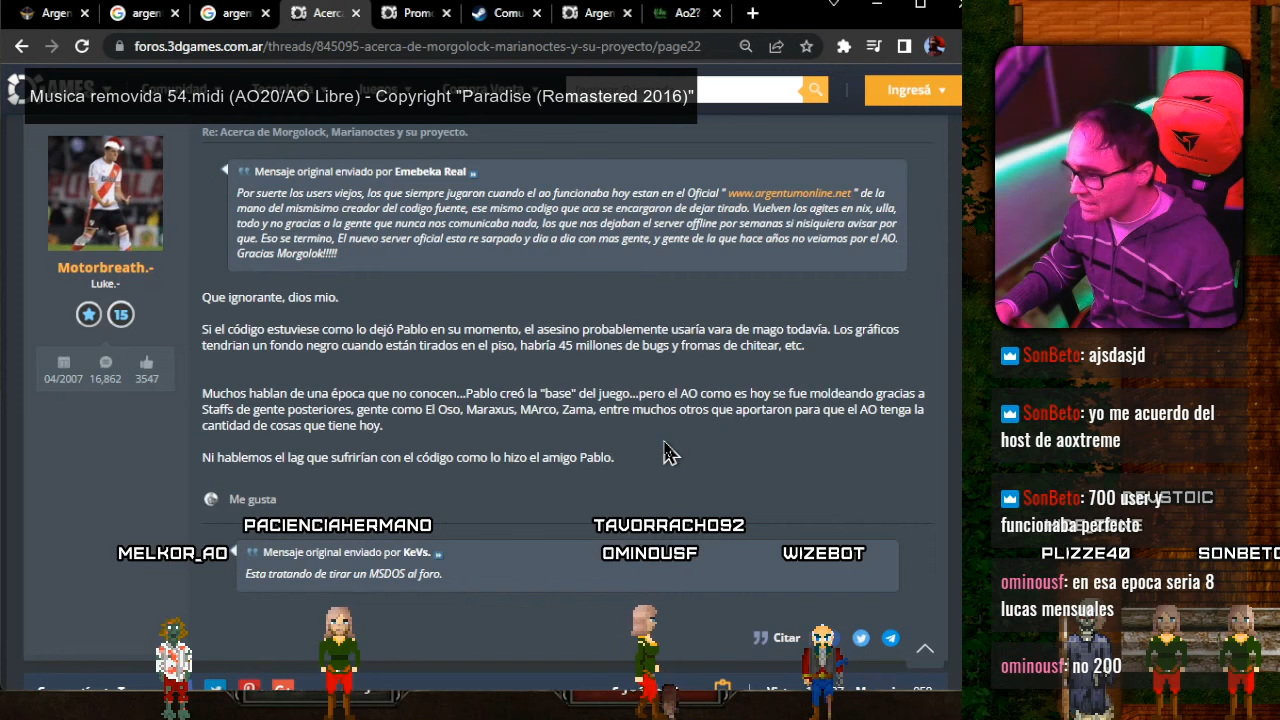 Argen
argen
argen
Acerca
Promo
Comu
Argen
Ao2?
foros.3dgames.com.ar/threads/845095-acerca-de-morgolock-marianoctes-y-su-proyecto/page22
Musica removida 54.midi (AO20/AO Libre) - Copyright "Paradise (Remastered 2016)"
Ingresá
Re: Acerca de Morgolock, Marianoctes y su proyecto.
Mensaje original enviado por Emebeka Real
Por suerte los users viejos, los que siempre jugaron cuando el ao funcionaba hoy estan en el Oficial " www.argentumonline.net " de la
mano del mismisimo creador del codigo fuente, ese mismo codigo que aca se encargaron de dejar tirado. Vuelven los agites en nix, ulla,
todo y no gracias a la gente que nunca nos comunicaba nada, los que nos dejaban el server offline por semanas si nisiquiera avisar por
que. Eso se termino, El nuevo server oficial esta re sarpado y dia a dia con mas gente, y gente de la que hace años no veiamos por el AO.
Gracias Morgolok!!!!!
Motorbreath.-
Luke.-
15
04/2007 16,862 3547
Que ignorante, dios mio.
Si el código estuviese como lo dejó Pablo en su momento, el asesino probablemente usaría vara de mago todavía. Los gráficos
tendrian un fondo negro cuando están tirados en el piso, habría 45 millones de bugs y fromas de chitear, etc.
Muchos hablan de una época que no conocen...Pablo creó la "base" del juego...pero el AO como es hoy se fue moldeando gracias a
Staffs de gente posteriores, gente como El Oso, Maraxus, MArco, Zama, entre muchos otros que aportaron para que el AO tenga la
cantidad de cosas que tiene hoy.
Ni hablemos el lag que sufrirían con el código como lo hizo el amigo Pablo.
Me gusta
PACIENCIAHERMANO
TAVORRACHO92
MELKOR_AO
Mensaje original enviado por KeVs.
OMINOUSF
WIZEBOT
Esta tratando de tirar un MSDOS al foro.
Citar
SonBeto: ajsdasjd
SonBeto: yo me acuerdo del
host de aoxtreme
SonBeto: 700 user y
funcionaba perfecto
PLIZZE40
SONBETO
ominousf: en esa epoca seria 8
lucas mensuales
ominousf: no 200